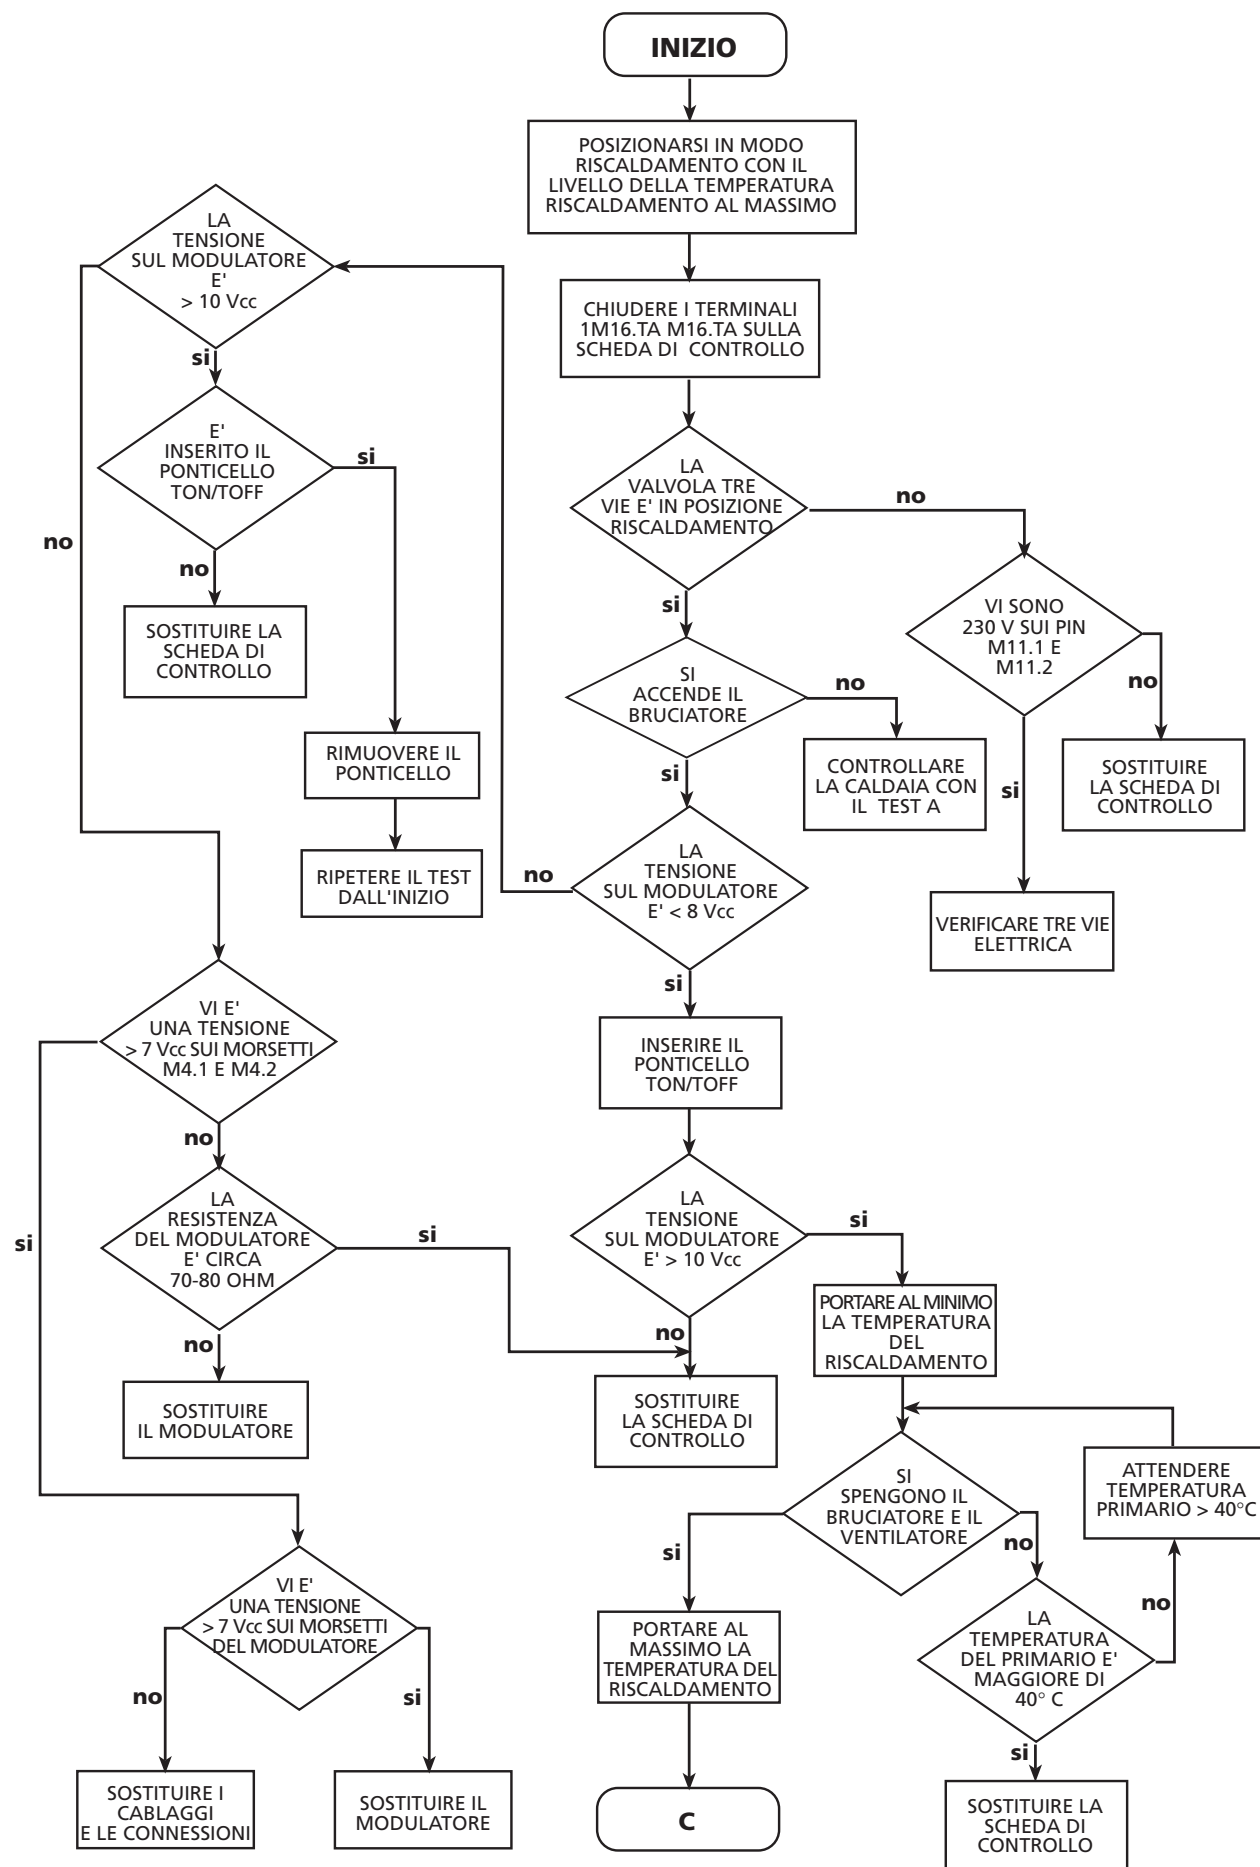 INIZIO
POSIZIONARSI IN MODO
RISCALDAMENTO CON IL
LIVELLO DELLA TEMPERATURA
RISCALDAMENTO AL MASSIMO
CHIUDERE I TERMINALI
1M16.TA M16.TA SULLA
SCHEDA DI CONTROLLO
LA
VALVOLA TRE
VIE E' IN POSIZIONE
RISCALDAMENTO
no
si
VI SONO
230 V SUI PIN
M11.1 E
M11.2
no
si
SOSTITUIRE
LA SCHEDA DI
CONTROLLO
VERIFICARE TRE VIE
ELETTRICA
SI
ACCENDE IL
BRUCIATORE
no
si
CONTROLLARE
LA CALDAIA CON
IL TEST A
LA
TENSIONE
SUL MODULATORE
E' < 8 Vcc
no
si
LA
TENSIONE
SUL MODULATORE
E'
> 10 Vcc
si
no
E'
INSERITO IL
PONTICELLO
TON/TOFF
si
no
SOSTITUIRE LA
SCHEDA DI
CONTROLLO
RIMUOVERE IL
PONTICELLO
RIPETERE IL TEST
DALL'INIZIO
VI E'
UNA TENSIONE
> 7 Vcc SUI MORSETTI
M4.1 E M4.2
no
si
LA
RESISTENZA
DEL MODULATORE
E' CIRCA
70-80 OHM
si
no
SOSTITUIRE
IL MODULATORE
VI E'
UNA TENSIONE
> 7 Vcc SUI MORSETTI
DEL MODULATORE
no
si
SOSTITUIRE I
CABLAGGI
E LE CONNESSIONI
SOSTITUIRE IL
MODULATORE
INSERIRE IL
PONTICELLO
TON/TOFF
LA
TENSIONE
SUL MODULATORE
E' > 10 Vcc
si
no
SOSTITUIRE
LA SCHEDA DI
CONTROLLO
PORTARE AL MINIMO
LA TEMPERATURA
DEL
RISCALDAMENTO
SI
SPENGONO IL
BRUCIATORE E IL
VENTILATORE
si
no
ATTENDERE
TEMPERATURA
PRIMARIO > 40°C
LA
TEMPERATURA
DEL PRIMARIO E'
MAGGIORE DI
40° C
no
si
PORTARE AL
MASSIMO LA
TEMPERATURA DEL
RISCALDAMENTO
C
SOSTITUIRE LA
SCHEDA DI
CONTROLLO